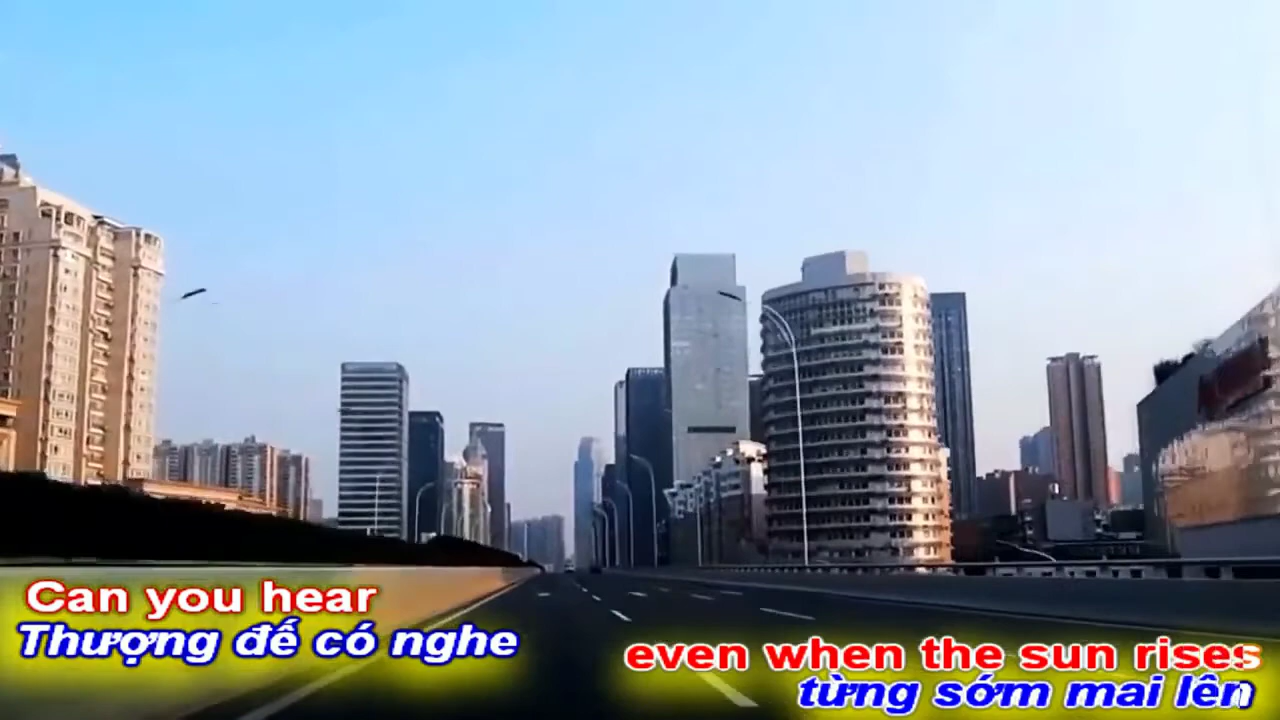 Can you hear
Thượng đế có nghe
even when the sun rises
từng sớm mai lên